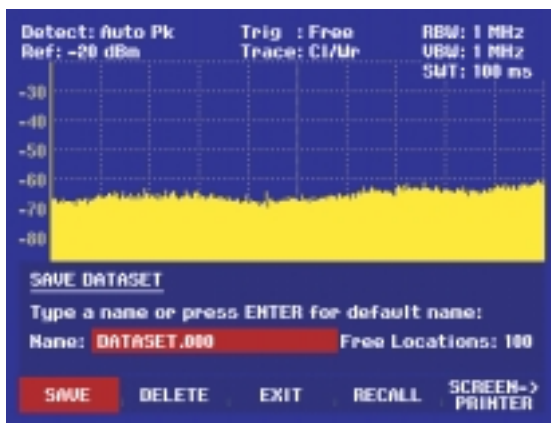 Detect: Auto Pk Trig : Free RBW: 1 MHz
Ref: -20 dBm Trace: Cl/Wr VBW: 1 MHz
SWT: 100 ms
-30
-40
-50
-60
-70
-80
SAVE DATASET
Type a name or press ENTER for default name:
Name: DATASET.000 Free Locations: 100
SAVE DELETE EXIT RECALL SCREEN->
PRINTER